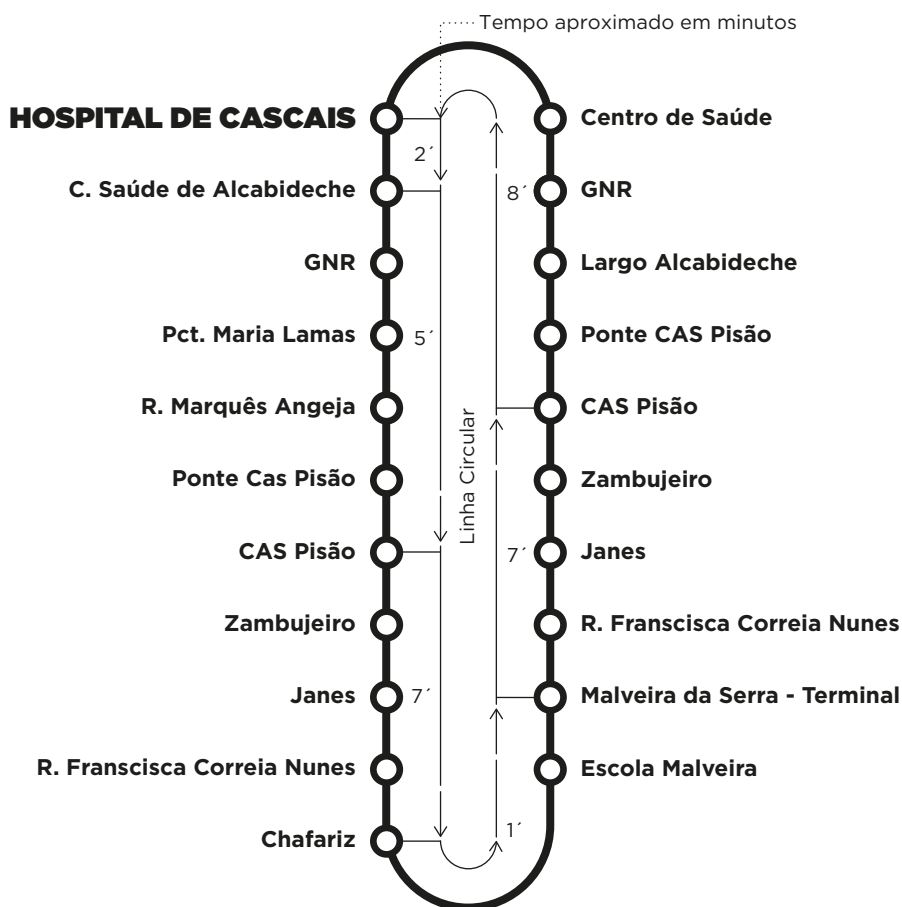 Tempo aproximado em minutos
HOSPITAL DE CASCAIS
Centro de Saúde
2´
C. Saúde de Alcabideche
8´
GNR
GNR
Largo Alcabideche
Pct. Maria Lamas
5´
Ponte CAS Pisão
R. Marquês Angeja
CAS Pisão
Linha Circular
Ponte Cas Pisão
Zambujeiro
CAS Pisão
7´
Janes
Zambujeiro
R. Franscisca Correia Nunes
Janes
7´
Malveira da Serra - Terminal
R. Franscisca Correia Nunes
Escola Malveira
Chafariz
1´